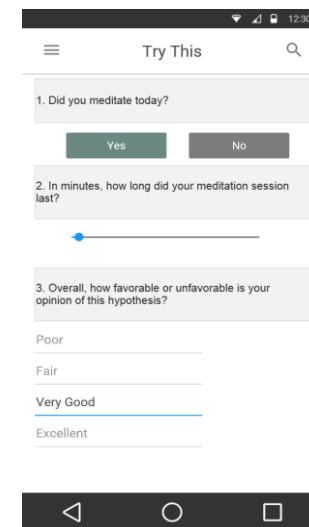 12:30
Try This
1. Did you meditate today?
Yes No
2. In minutes, how long did your meditation session
last?
3. Overall, how favorable or unfavorable is your
opinion of this hypothesis?
Poor
Fair
Very Good
Excellent